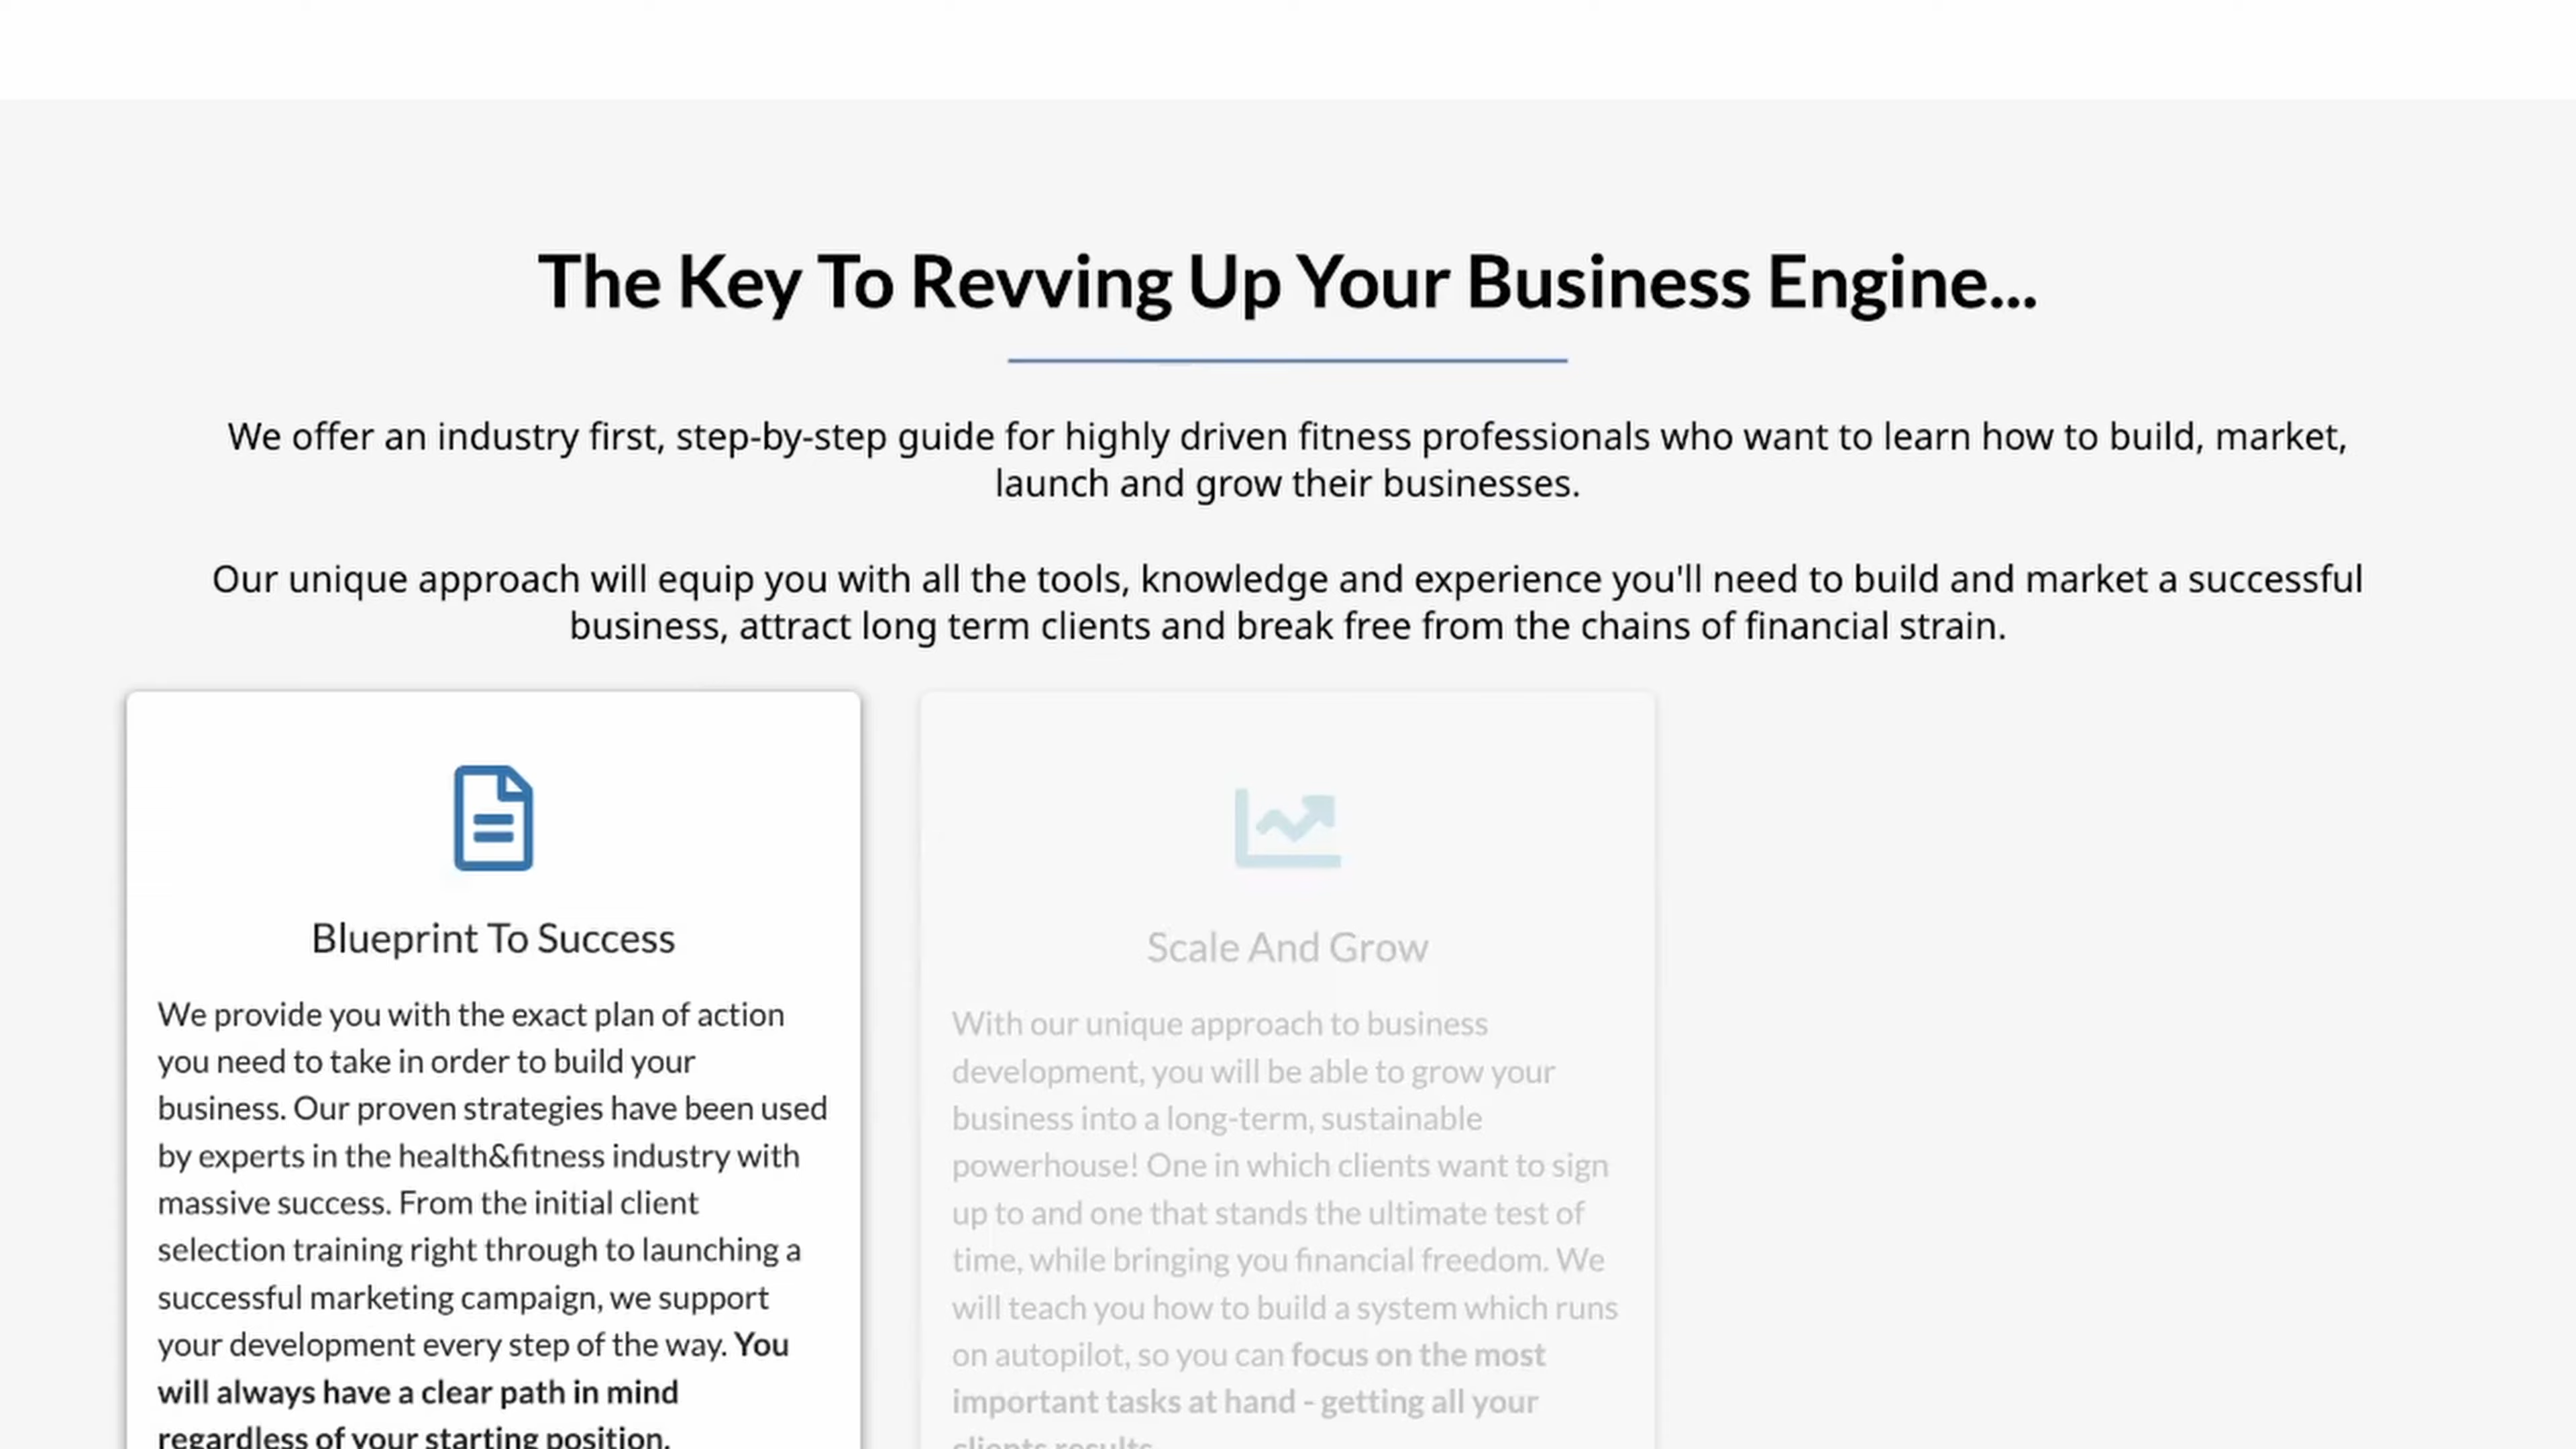 The Key To Revving Up Your Business Engine...
We offer an industry first, step-by-step guide for highly driven fitness professionals who want to learn how to build, market,
launch and grow their businesses.
Our unique approach will equip you with all the tools, knowledge and experience you'll need to build and market a successful
business, attract long term clients and break free from the chains of financial strain.
Blueprint To Success
We provide you with the exact plan of action
you need to take in order to build your
business. Our proven strategies have been used
by experts in the health&fitness industry with
massive success. From the initial client
selection training right through to launching a
successful marketing campaign, we support
your development every step of the way. You
will always have a clear path in mind
regardless of your starting position.
Scale And Grow
With our unique approach to business
development, you will be able to grow your
business into a long-term, sustainable
powerhouse! One in which clients want to sign
up to and one that stands the ultimate test of
time, while bringing you financial freedom. We
will teach you how to build a system which runs
on autopilot, so you can focus on the most
important tasks at hand - getting all your
clients results.